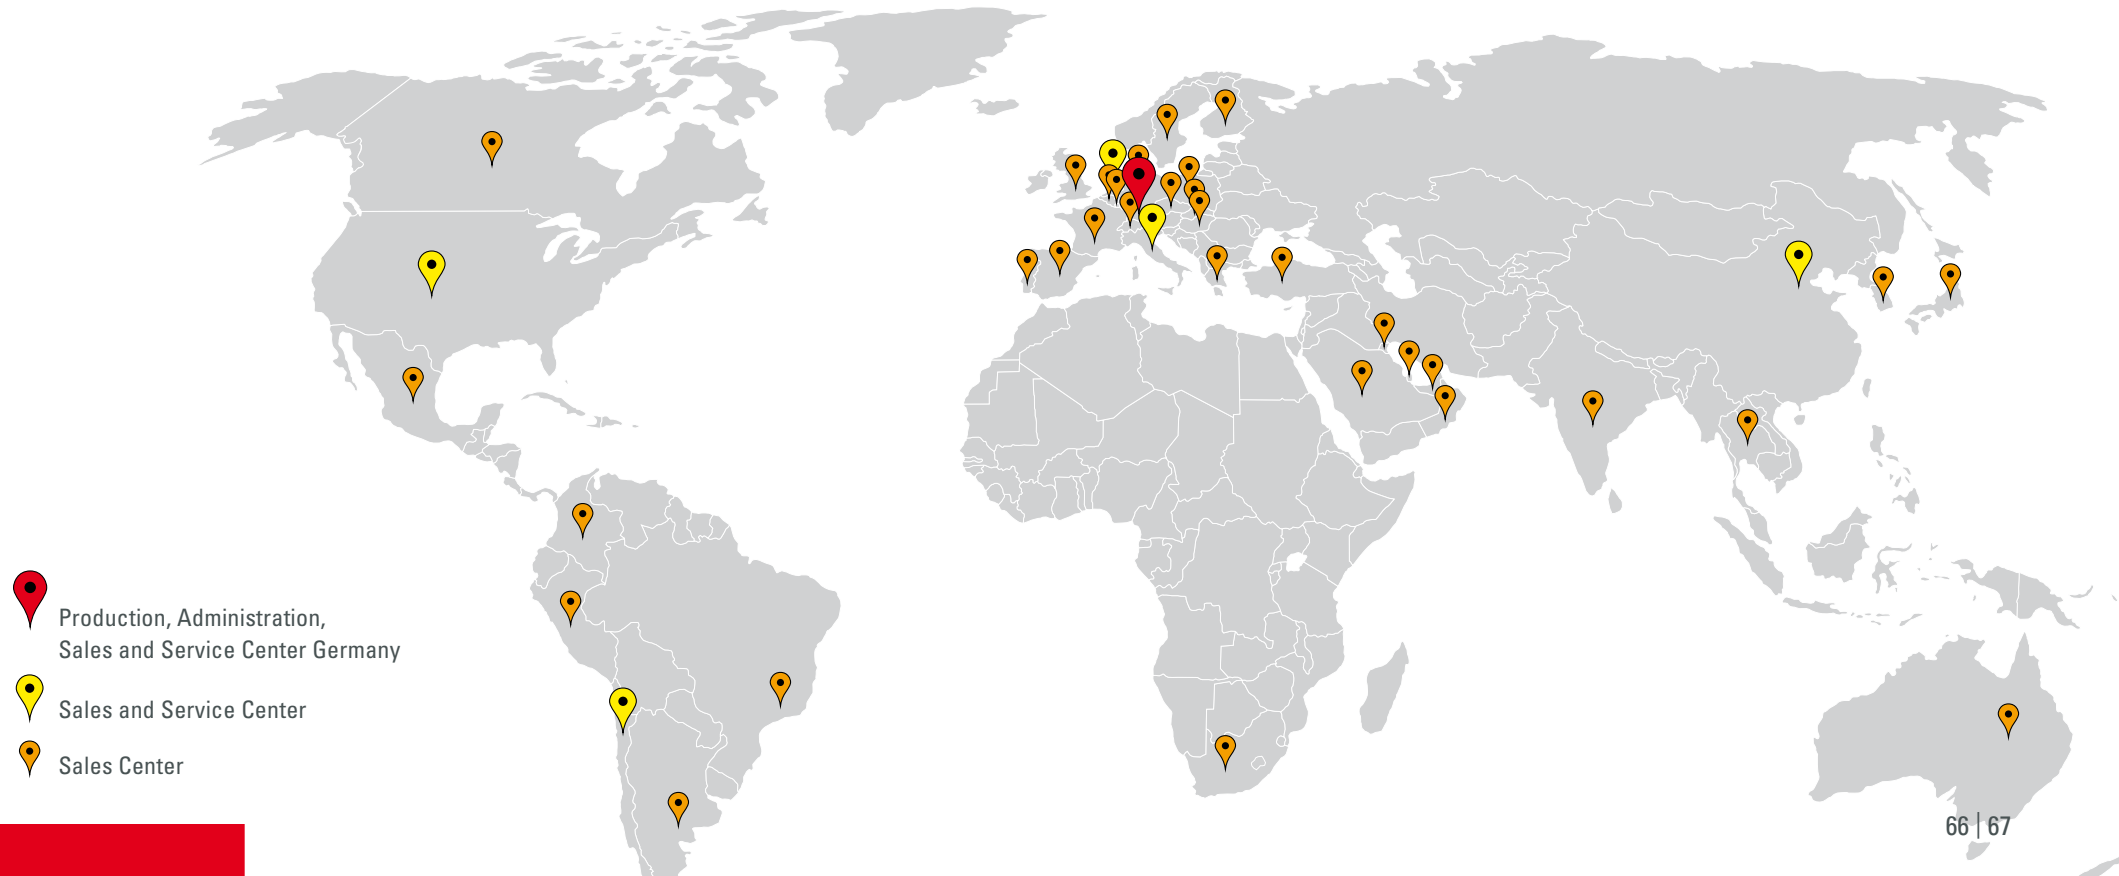 Production, Administration,
Sales and Service Center Germany
Sales and Service Center
Sales Center
66 | 67